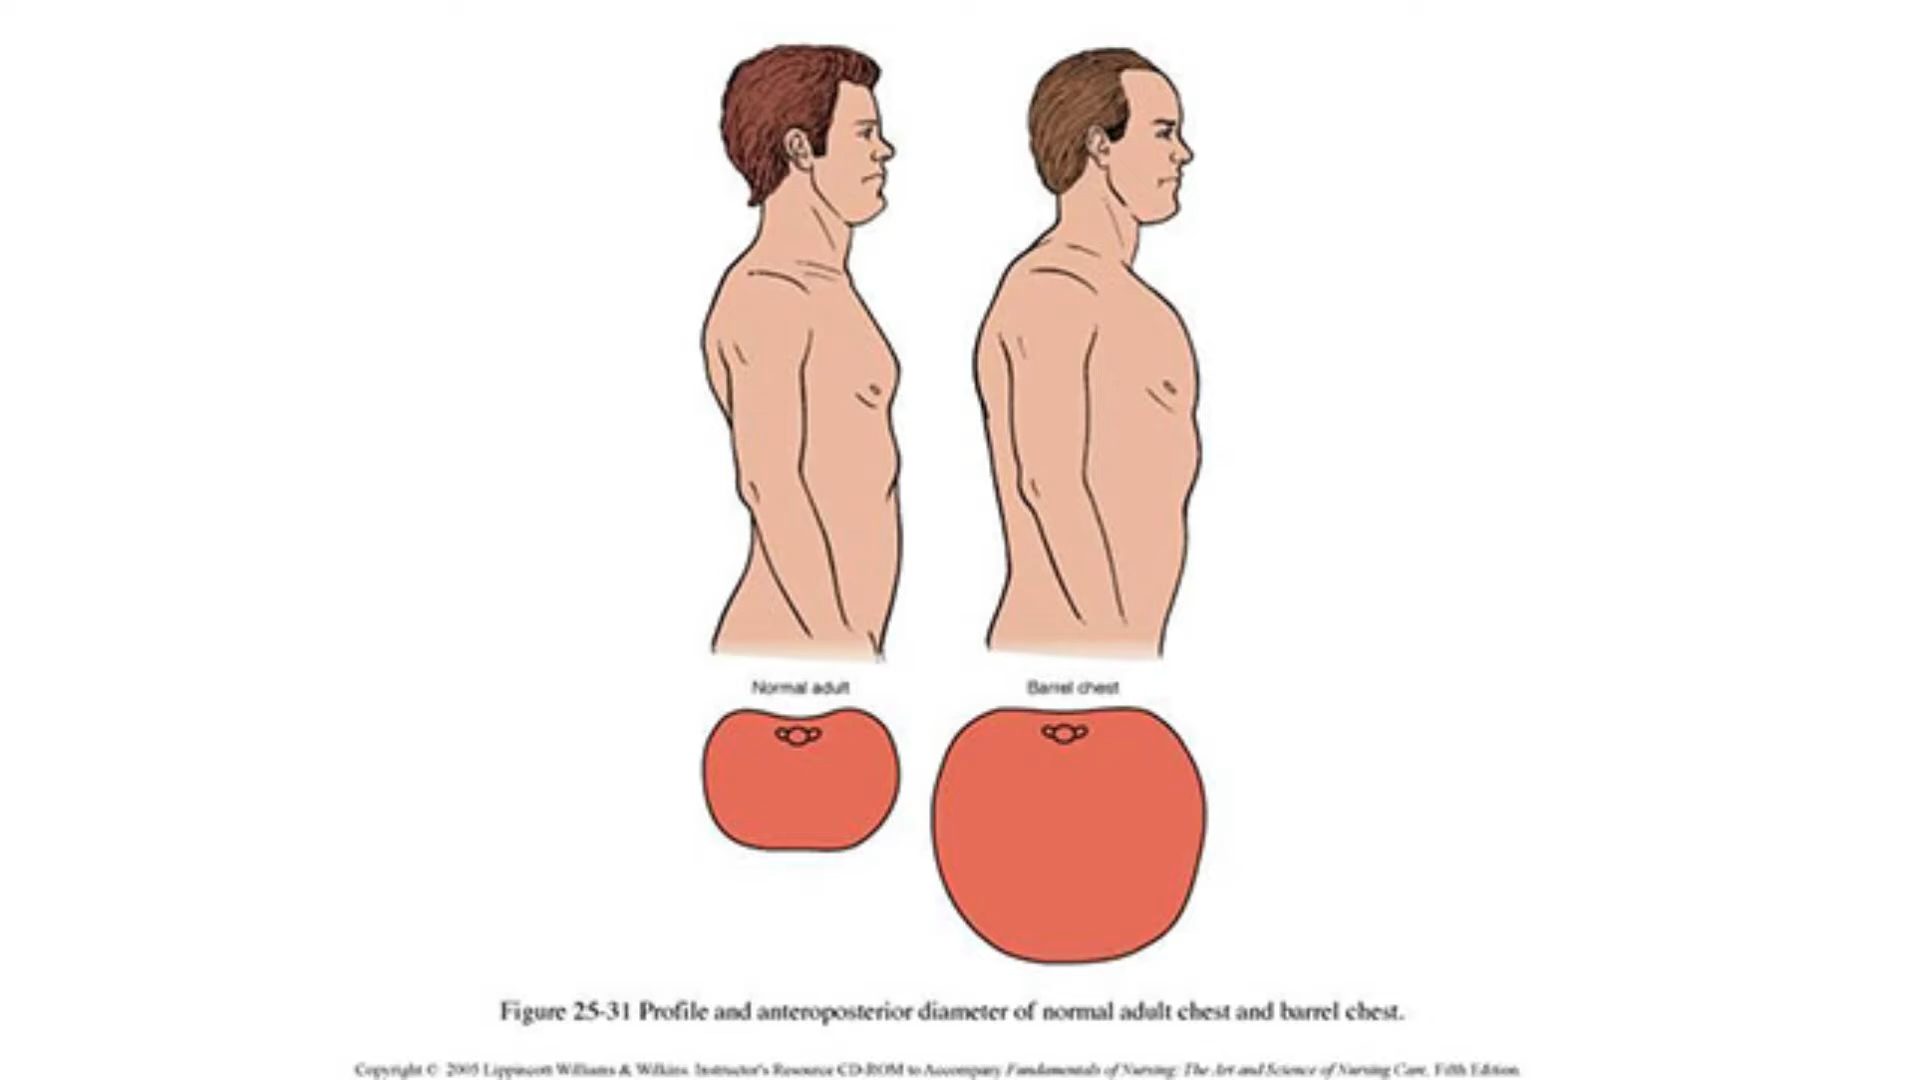 Normal adult
Barrel chest
Figure 25-31 Profile and anteroposterior diameter of normal adult chest and barrel chest.
Copyright © 2005 Lippincott Williams & Wilkins. Instructor's Resource CD-ROM to Accompany Fundamentals of Nursing: The Art and Science of Nursing Care, Fifth Edition.